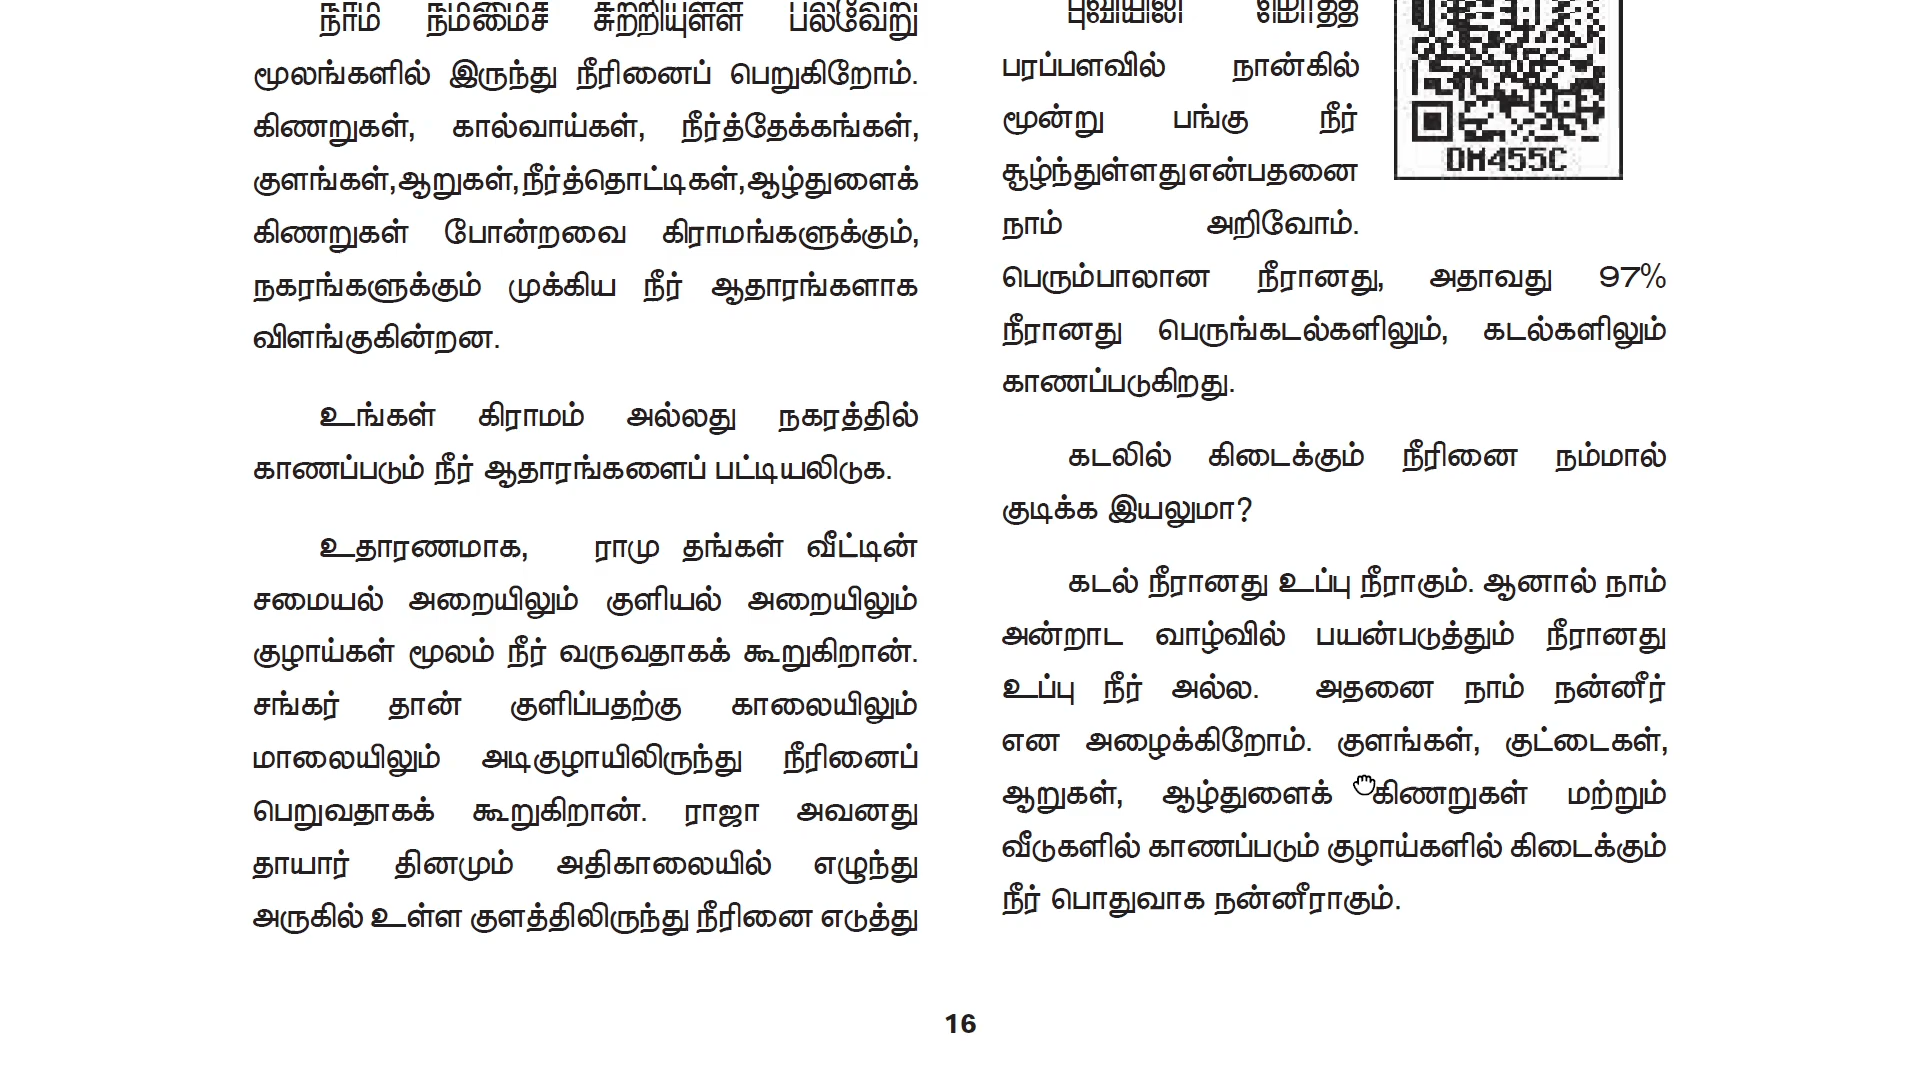 நாம் நம்மைச் சுற்றியுள்ள பல்வேறு
மூலங்களில் இருந்து நீரினைப் பெறுகிறோம்.
கிணறுகள், கால்வாய்கள், நீர்த்தேக்கங்கள்,
குளங்கள்,ஆறுகள்,நீர்த்தொட்டிகள்,ஆழ்துளைக்
கிணறுகள் போன்றவை கிராமங்களுக்கும்,
நகரங்களுக்கும் முக்கிய நீர் ஆதாரங்களாக
விளங்குகின்றன.
உங்கள் கிராமம் அல்லது நகரத்தில்
காணப்படும் நீர் ஆதாரங்களைப் பட்டியலிடுக.
உதாரணமாக, ராமு தங்கள் வீட்டின்
சமையல் அறையிலும் குளியல் அறையிலும்
குழாய்கள் மூலம் நீர் வருவதாகக் கூறுகிறான்.
சங்கர் தான் குளிப்பதற்கு காலையிலும்
மாலையிலும் அடிகுழாயிலிருந்து நீரினைப்
பெறுவதாகக் கூறுகிறான். ராஜா அவனது
தாயார் தினமும் அதிகாலையில் எழுந்து
அருகில் உள்ள குளத்திலிருந்து நீரினை எடுத்து
புவியின் மொத்த
பரப்பளவில் நான்கில்
மூன்று பங்கு நீர்
சூழ்ந்துள்ளது என்பதனை
நாம் அறிவோம்.
பெரும்பாலான நீரானது, அதாவது 97%
நீரானது பெருங்கடல்களிலும், கடல்களிலும்
காணப்படுகிறது.
கடலில் கிடைக்கும் நீரினை நம்மால்
குடிக்க இயலுமா?
கடல் நீரானது உப்பு நீராகும். ஆனால் நாம்
அன்றாட வாழ்வில் பயன்படுத்தும் நீரானது
உப்பு நீர் அல்ல. அதனை நாம் நன்னீர்
என அழைக்கிறோம். குளங்கள், குட்டைகள்,
ஆறுகள், ஆழ்துளைக் கிணறுகள் மற்றும்
வீடுகளில் காணப்படும் குழாய்களில் கிடைக்கும்
நீர் பொதுவாக நன்னீராகும்.
DM455C
16